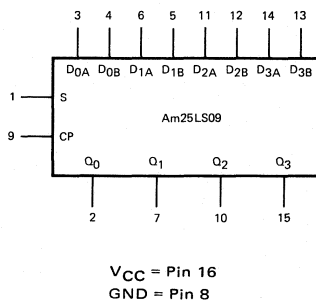 3 4 6 5 11 12 14 13
D0A D0B D1A D1B D2A D2B D3A D3B
1 S
Am25LS09
9 CP
Q0 Q1 Q2 Q3
2 7 10 15
VCC = Pin 16
GND = Pin 8